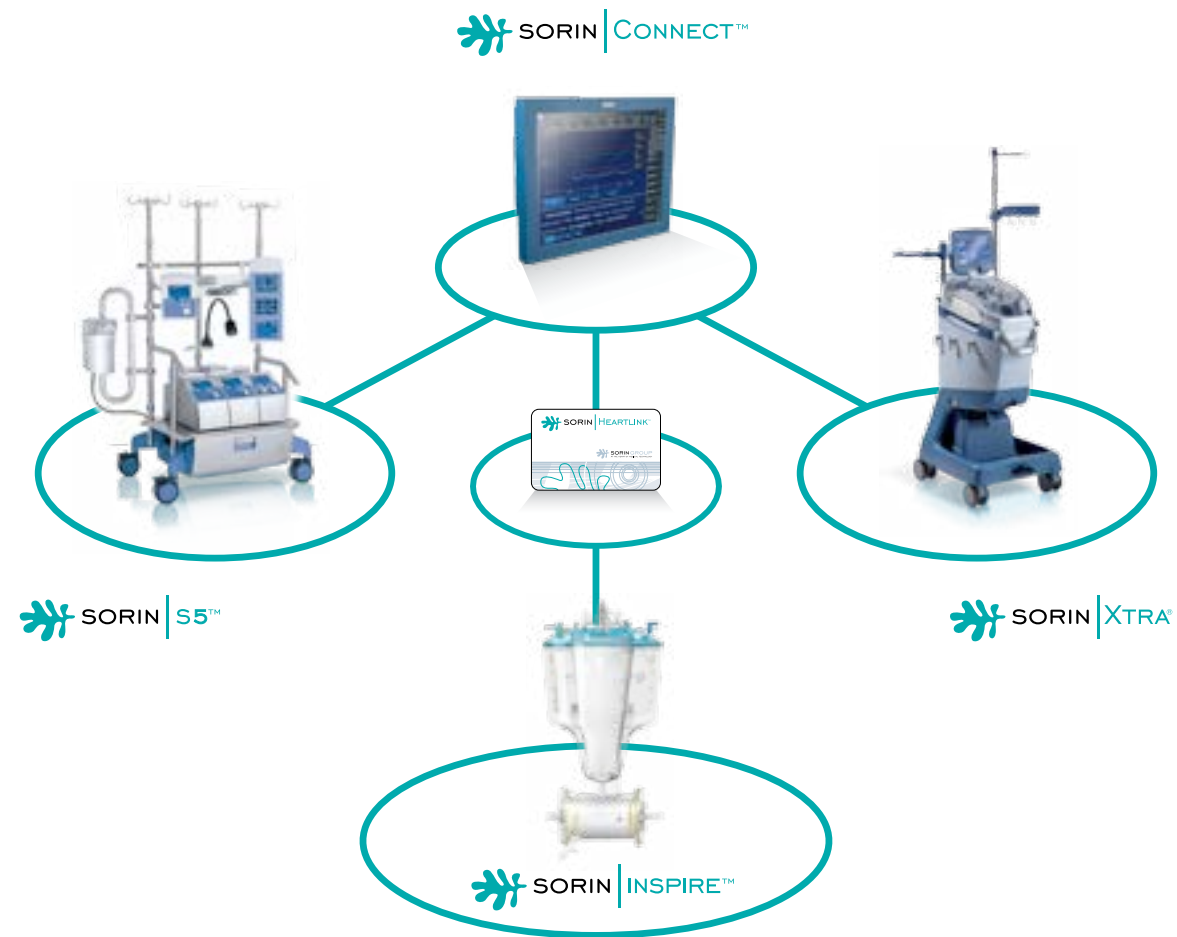 SORIN CONNECT™
SORIN HEARTLINK™
SORIN GROUP
SORIN S5™
SORIN XTRA®
SORIN INSPIRE™